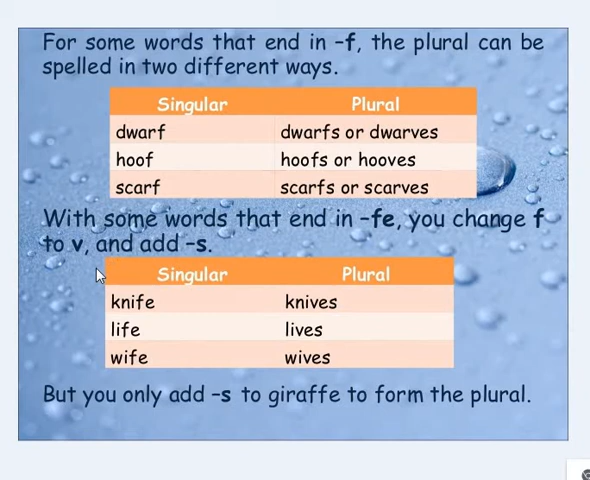 For some words that end in –f, the plural can be
spelled in two different ways.
Singular Plural
dwarf dwarfs or dwarves
hoof hoofs or hooves
scarf scarfs or scarves
With some words that end in –fe, you change f
to v, and add –s.
Singular Plural
knife knives
life lives
wife wives
But you only add –s to giraffe to form the plural.